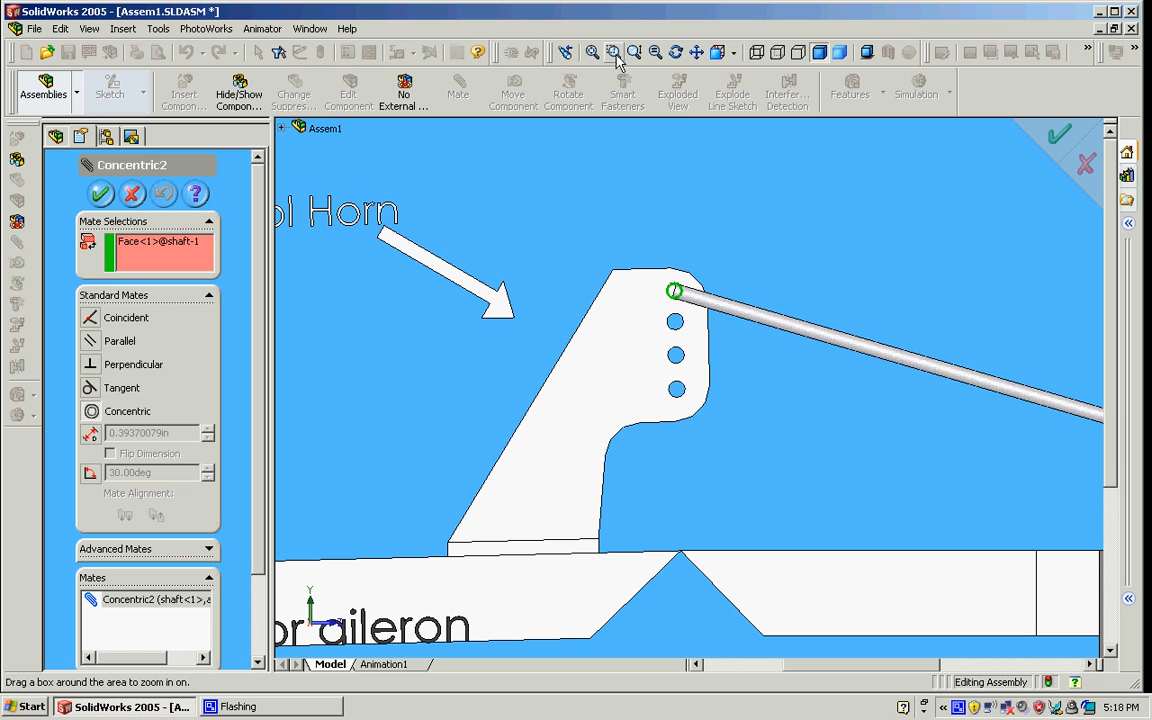 SolidWorks 2005 - [Assem1.SLDASM *]
File Edit View Insert Tools PhotoWorks Animator Window Help
Assemblies
Sketch
Insert Compon...
Hide/Show Compon...
Change Suppres...
Edit Component
No External ...
Mate
Move Component
Rotate Component
Smart Fasteners
Exploded View
Explode Line Sketch
Interfer... Detection
Features
Simulation
Concentric2
Mate Selections
Face<1>@shaft-1
Standard Mates
Coincident
Parallel
Perpendicular
Tangent
Concentric
0.39370079in
Flip Dimension
30.00deg
Mate Alignment:
Advanced Mates
Mates
Concentric2 (shaft<1>,a
Assem1
ol Horn
or aileron
Y
Model Animation1
Drag a box around the area to zoom in on.
Editing Assembly
Start
SolidWorks 2005 - [A...
Flashing
5:18 PM